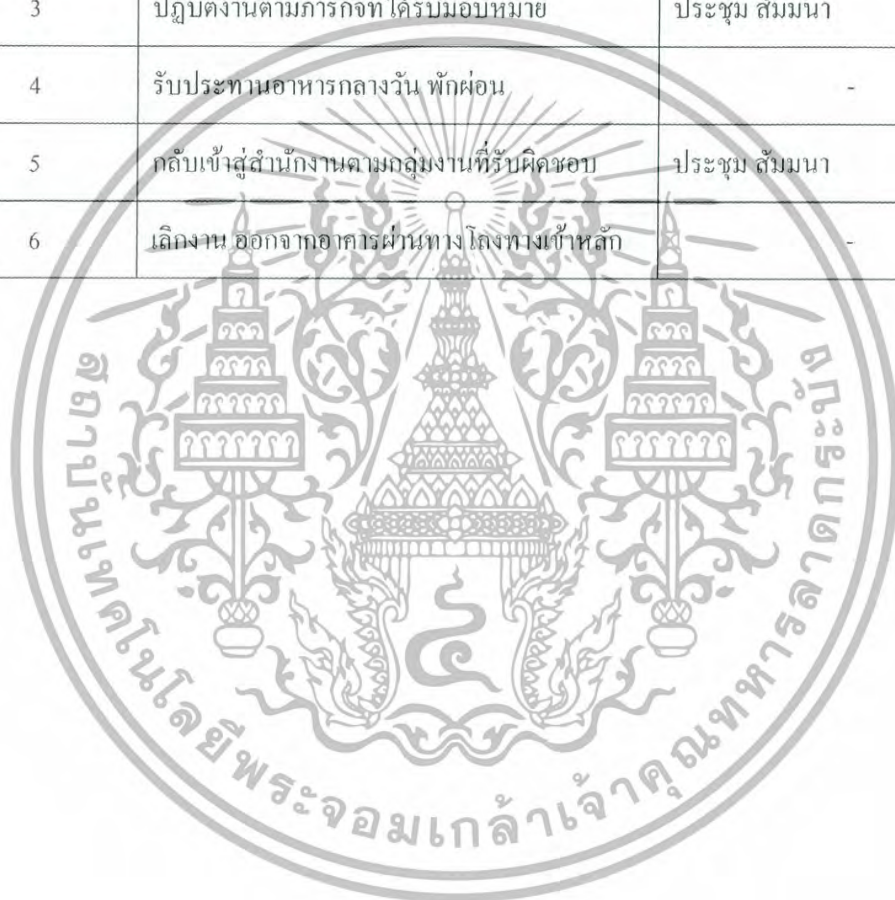 3 ปฏิบัติงานตามภารกิจที่ได้รับมอบหมาย ประชุม สัมมนา
4 รับประทานอาหารกลางวัน พักผ่อน -
5 กลับเข้าสู่สำนักงานตามกลุ่มงานที่รับผิดชอบ ประชุม สัมมนา
6 เลิกงาน ออกจากอาคารผ่านทางโถงทางเข้าหลัก -
สถาบันเทคโนโลยีพระจอมเกล้าเจ้าคุณทหารลาดกระบัง
๔